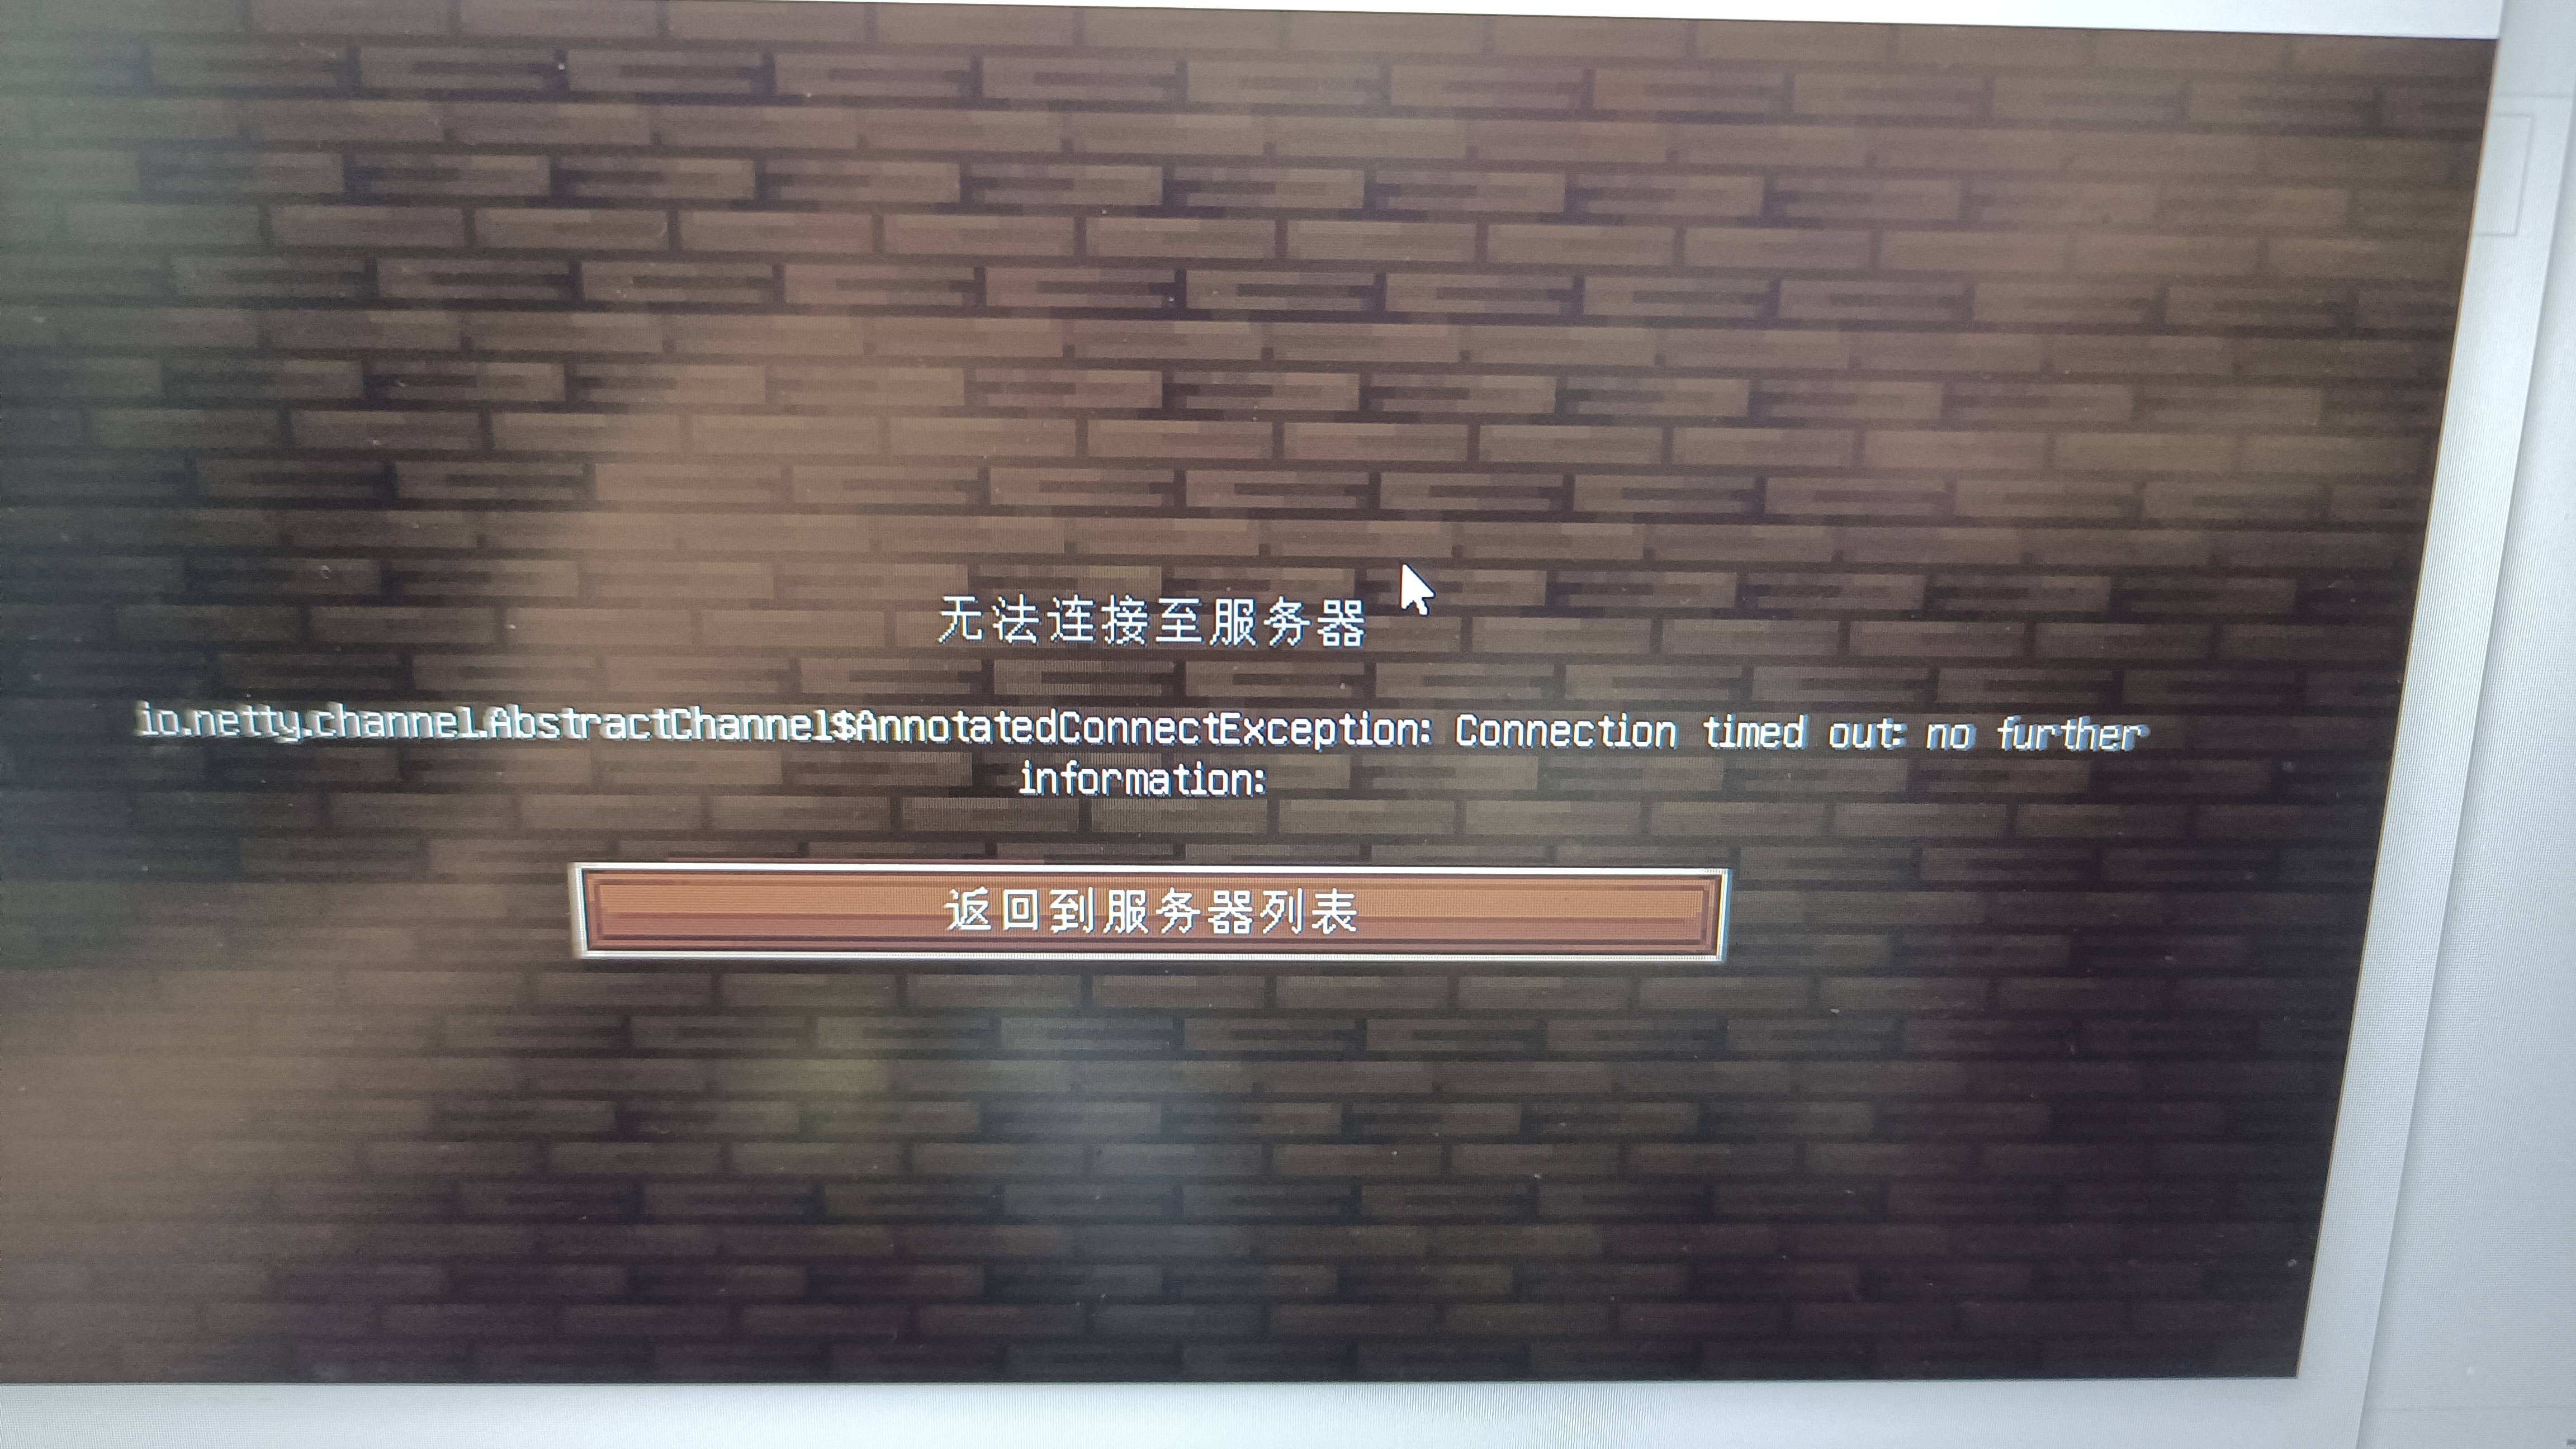 无法连接至服务器
io.netty.channel.AbstractChannel$AnnotatedConnectException: Connection timed out: no further
information:
返回到服务器列表